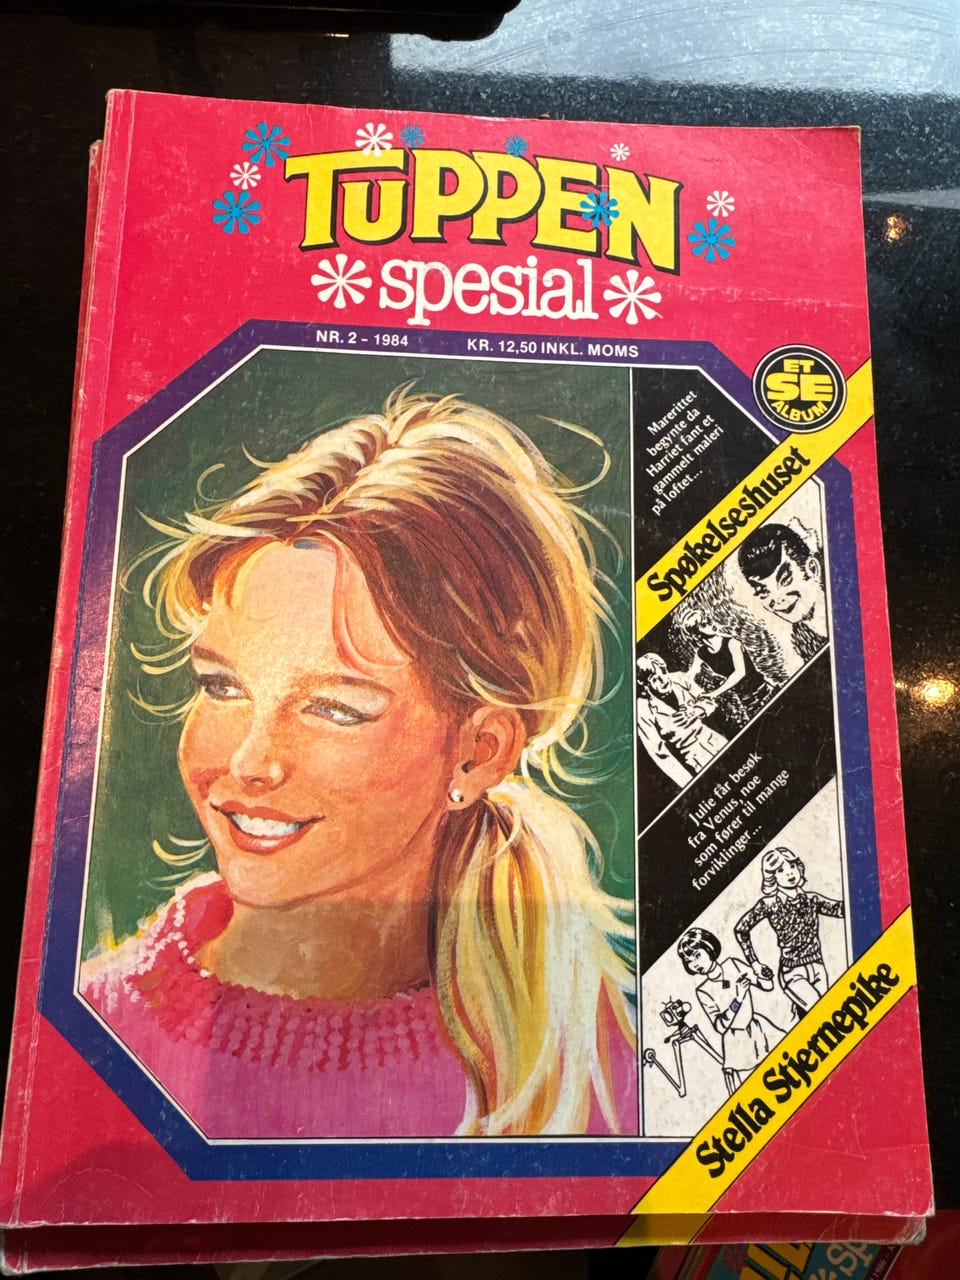 TUPPEN
spesial
NR. 2 - 1984 KR. 12,50 INKL. MOMS
ET
SE
ALBUM
Marerittet
begynte da
Harriet fant et
gammelt maleri
på loftet...
Spøkelseshuset
Julie får besøk
fra Venus, noe
som fører til mange
forviklinger...
Stella Stjernepike